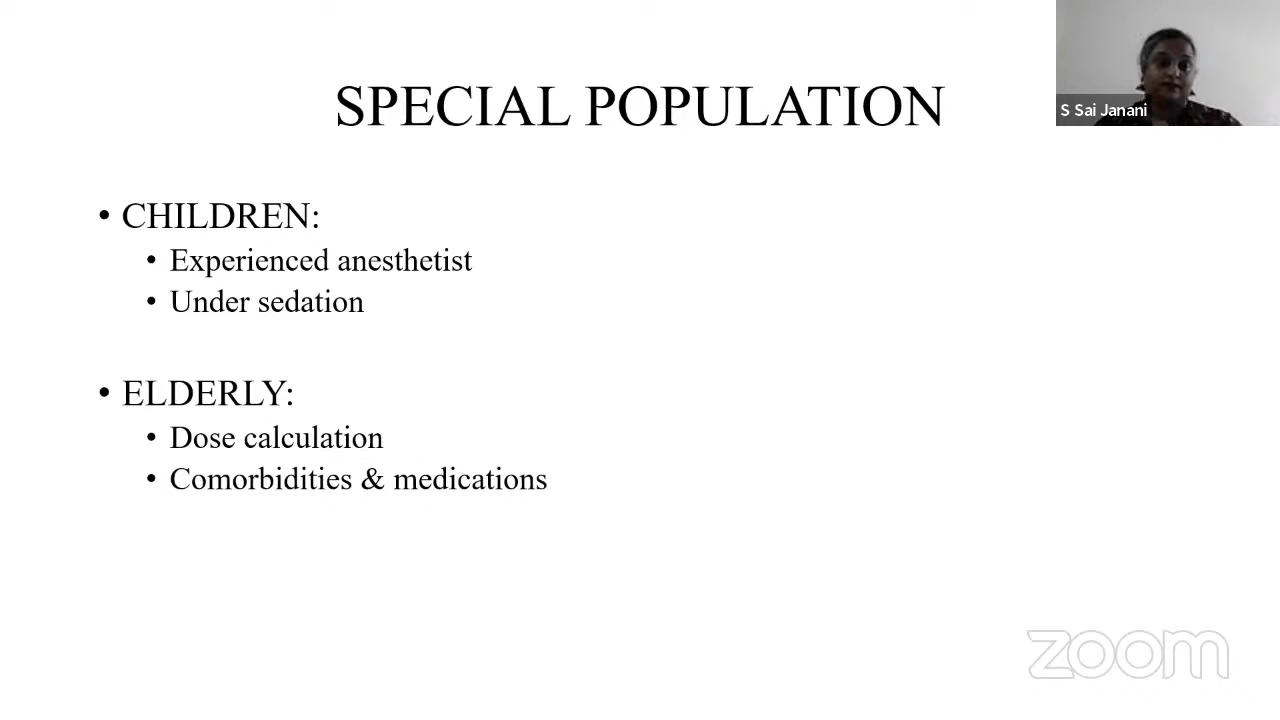 SPECIAL POPULATION
S Sai Janani
• CHILDREN:
• Experienced anesthetist
• Under sedation
• ELDERLY:
• Dose calculation
• Comorbidities & medications
zoom